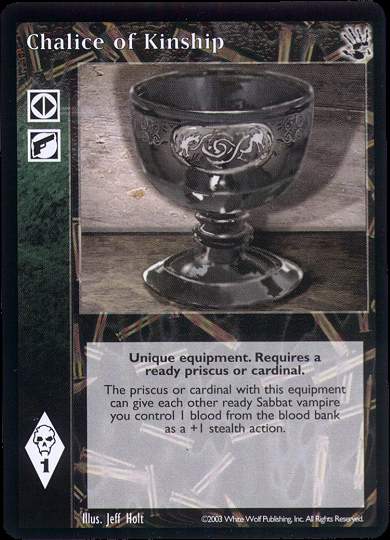 Chalice of Kinship
Unique equipment. Requires a
ready priscus or cardinal.
The priscus or cardinal with this equipment
can give each other ready Sabbat vampire
you control 1 blood from the blood bank
as a +1 stealth action.
1
Illus. Jeff Holt
©2003 White Wolf Publishing, Inc. All Rights Reserved.